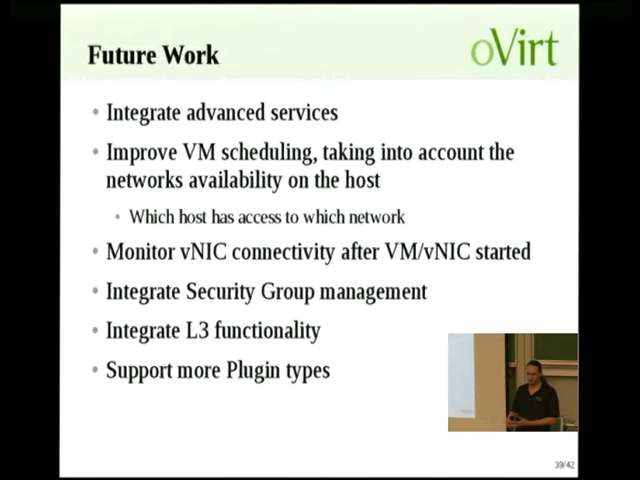 Future Work
oVirt
Integrate advanced services
Improve VM scheduling, taking into account the
networks availability on the host
Which host has access to which network
Monitor vNIC connectivity after VM/vNIC started
Integrate Security Group management
Integrate L3 functionality
Support more Plugin types
39/42